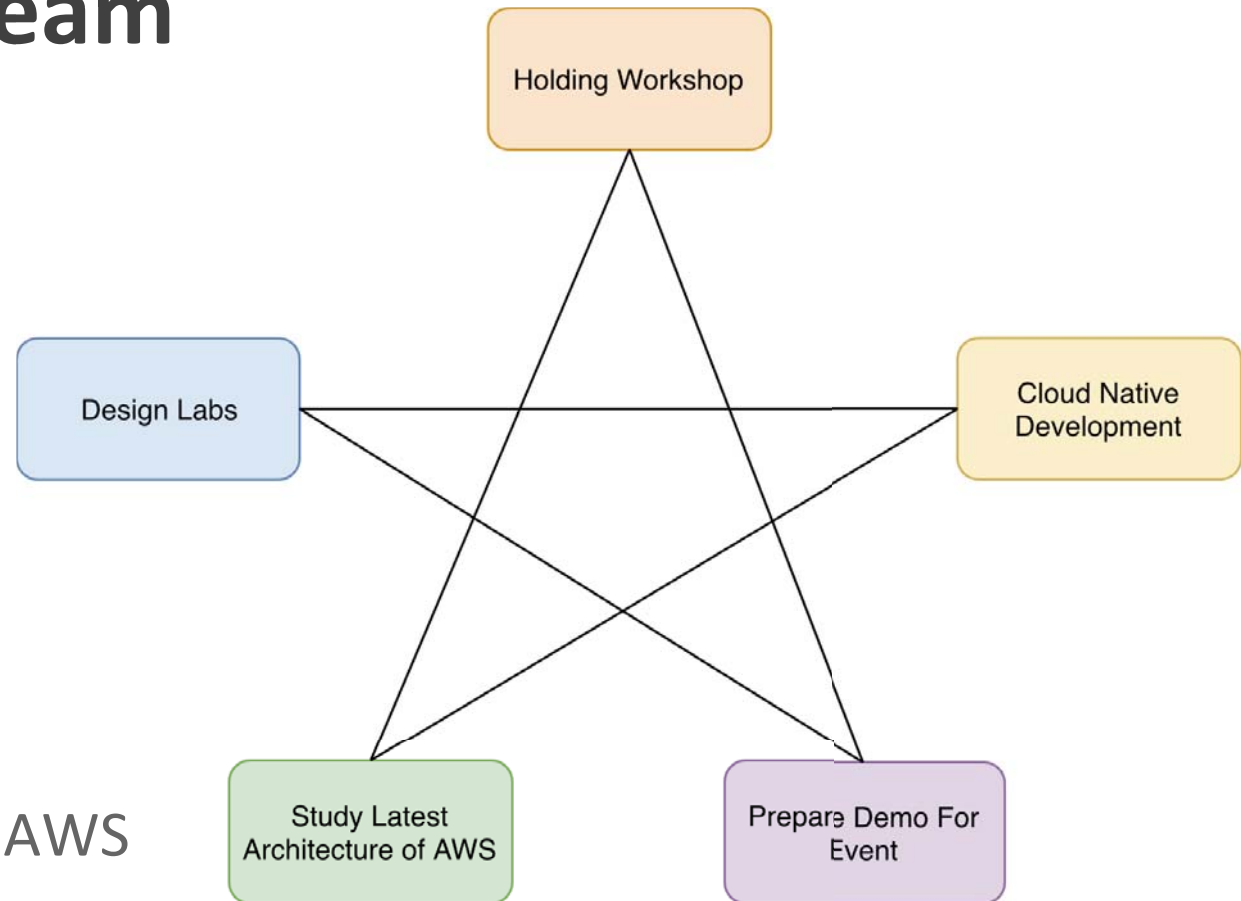 eam
Holding Workshop
Design Labs
Cloud Native
Development
AWS
Study Latest
Architecture of AWS
Prepare Demo For
Event